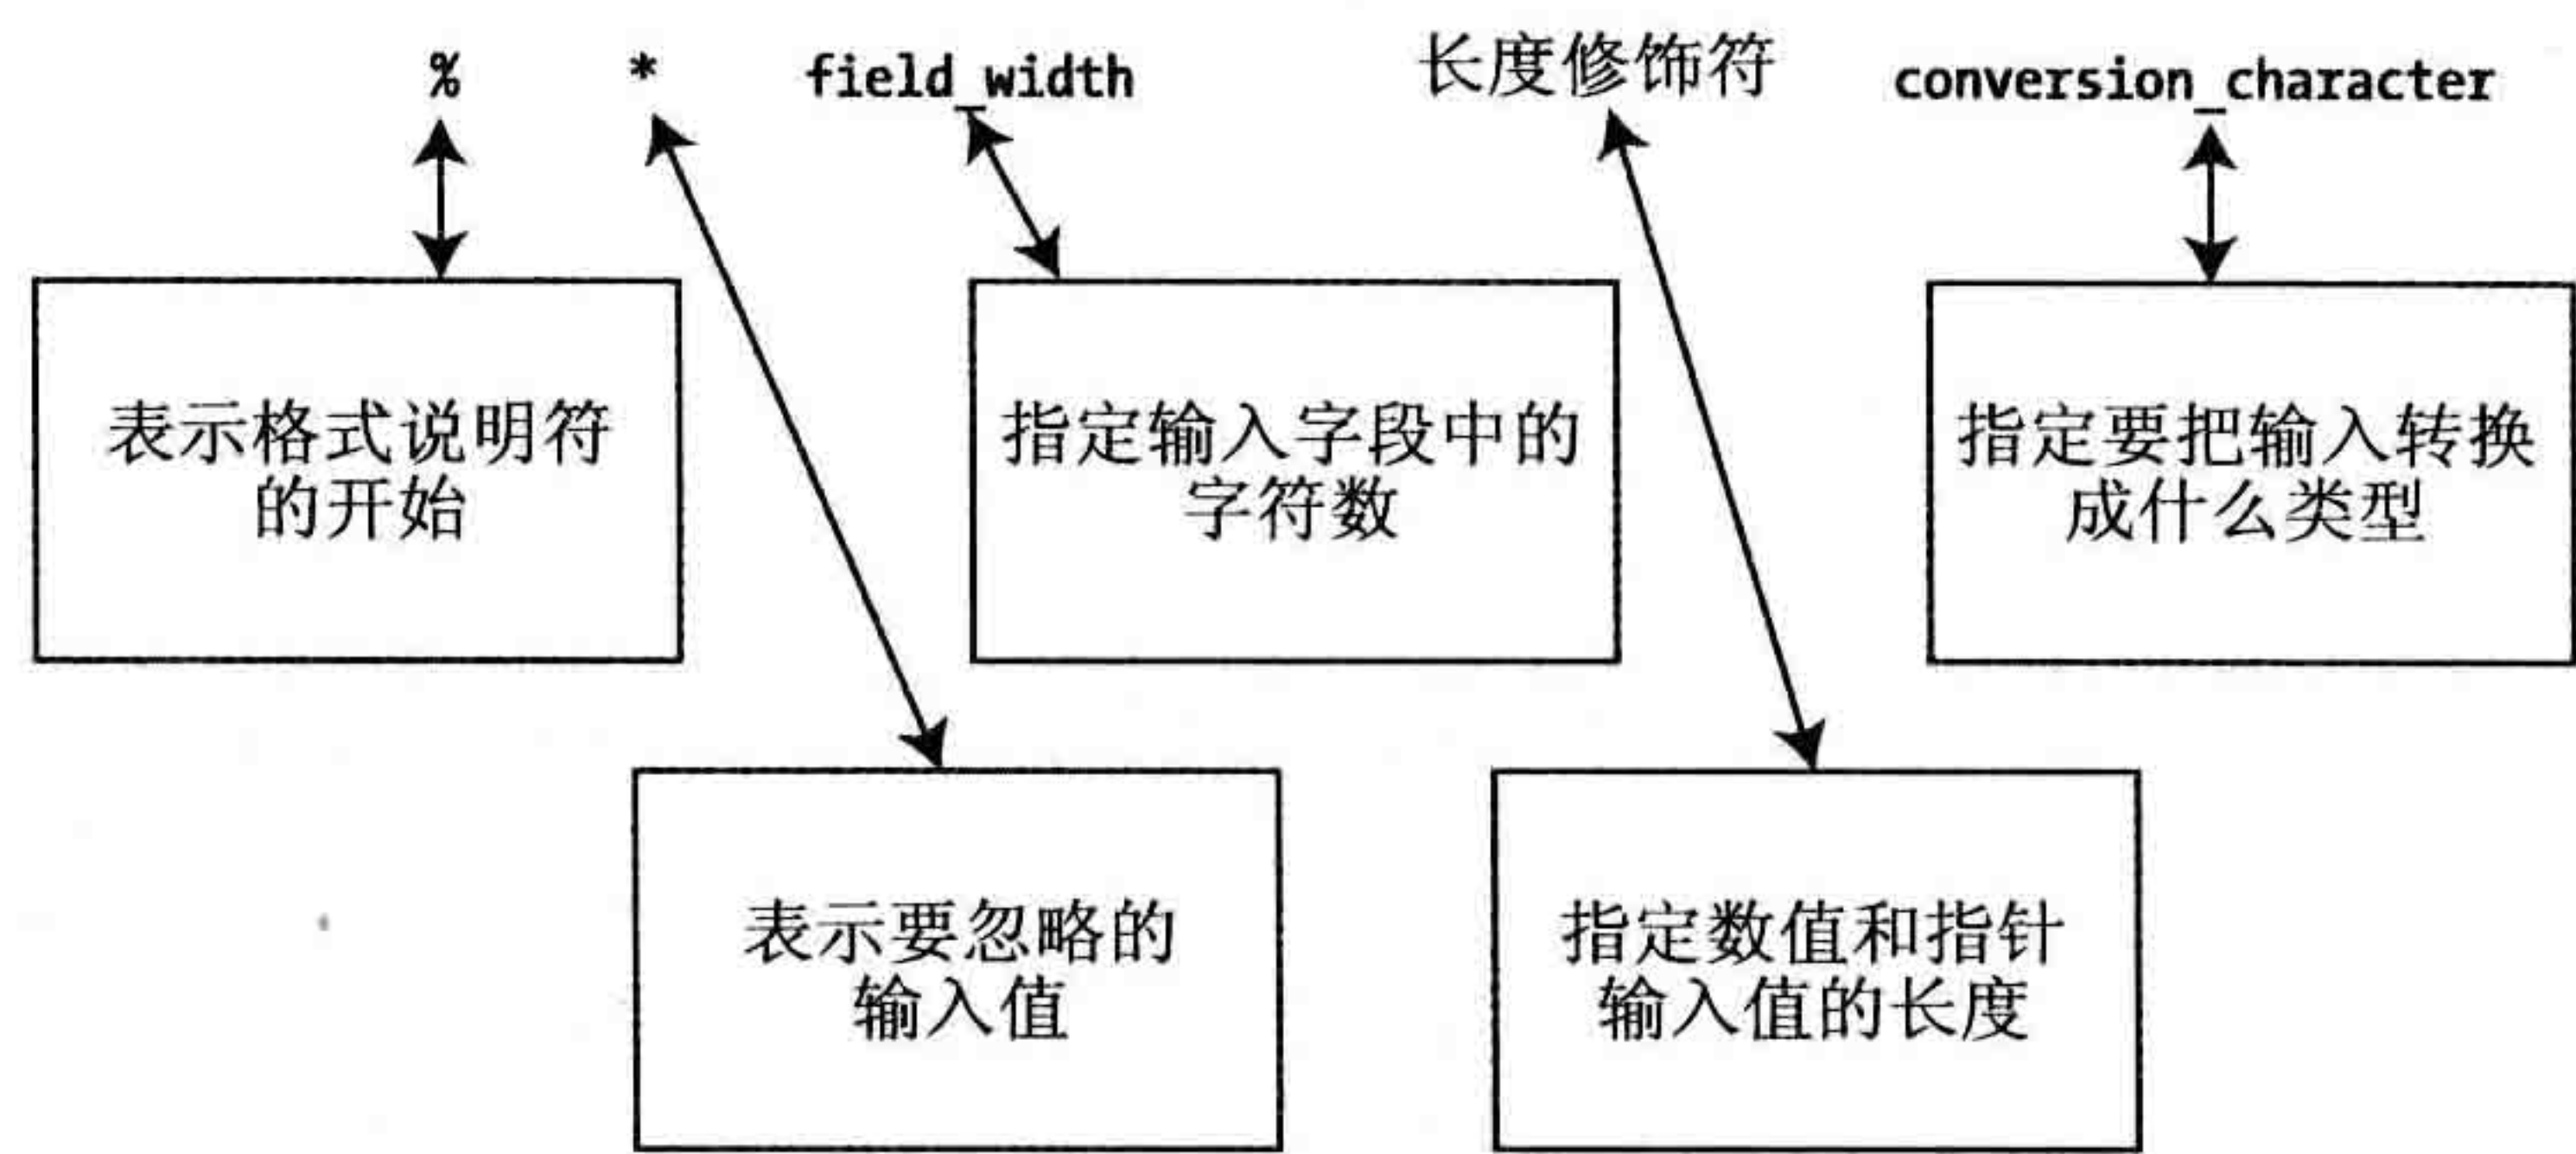 % * field_width 长度修饰符 conversion_character
表示格式说明符
的开始
指定输入字段中的
字符数
指定要把输入转换
成什么类型
表示要忽略的
输入值
指定数值和指针
输入值的长度